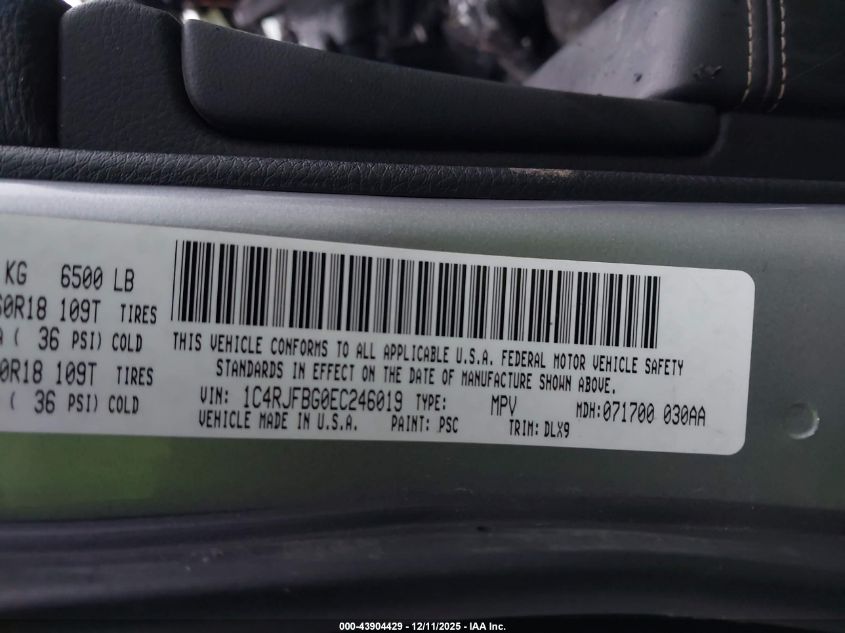 KG 6500 LB
60R18 109T TIRES
( 36 PSI) COLD
0R18 109T TIRES
( 36 PSI) COLD
THIS VEHICLE CONFORMS TO ALL APPLICABLE U.S.A. FEDERAL MOTOR VEHICLE SAFETY
STANDARDS IN EFFECT ON THE DATE OF MANUFACTURE SHOWN ABOVE.
VIN: 1C4RJFBG0EC246019 TYPE: MPV MDH:071700 030AA
VEHICLE MADE IN U.S.A. PAINT: PSC TRIM: DLX9
000-43904429 - 12/11/2025 - IAA Inc.